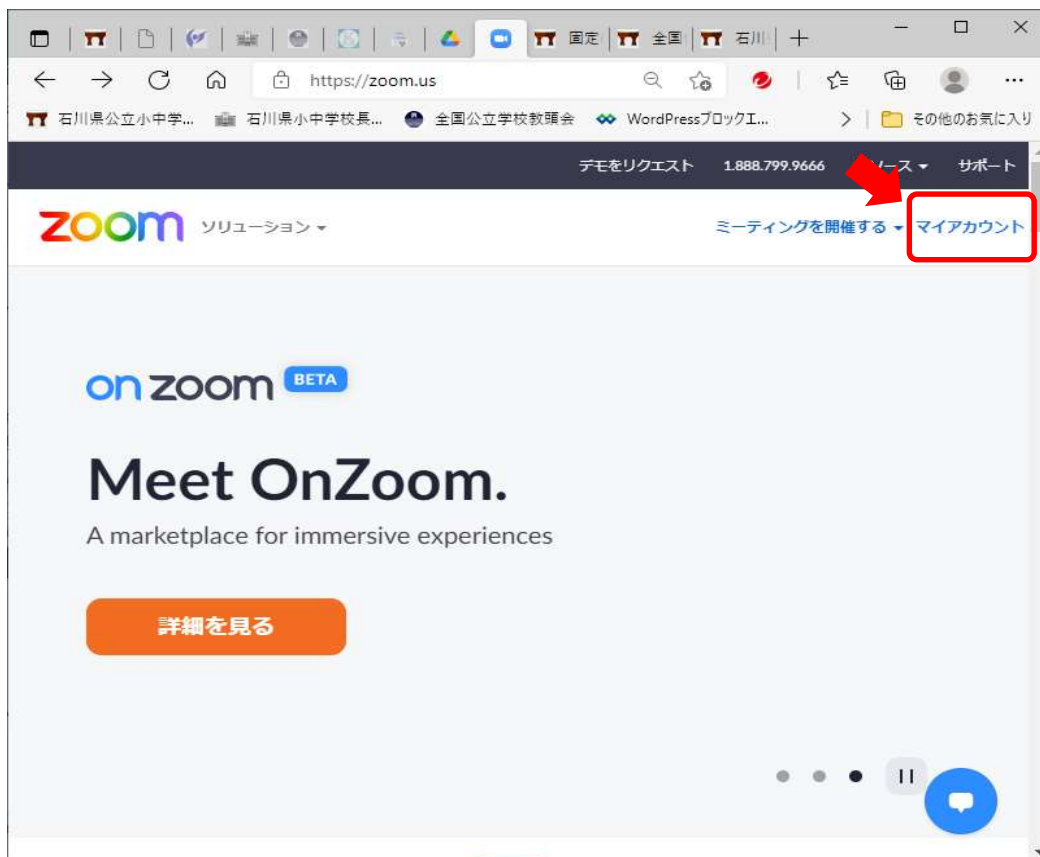 固定 全国 石川
https://zoom.us
石川県公立小中学... 石川県小中学校長... 全国公立学校教頭会 WordPressブロックエ... その他のお気に入り
デモをリクエスト 1.888.799.9666 ソース サポート
zoom ソリューション ミーティングを開催する マイアカウント
on zoom BETA
Meet OnZoom.
A marketplace for immersive experiences
詳細を見る